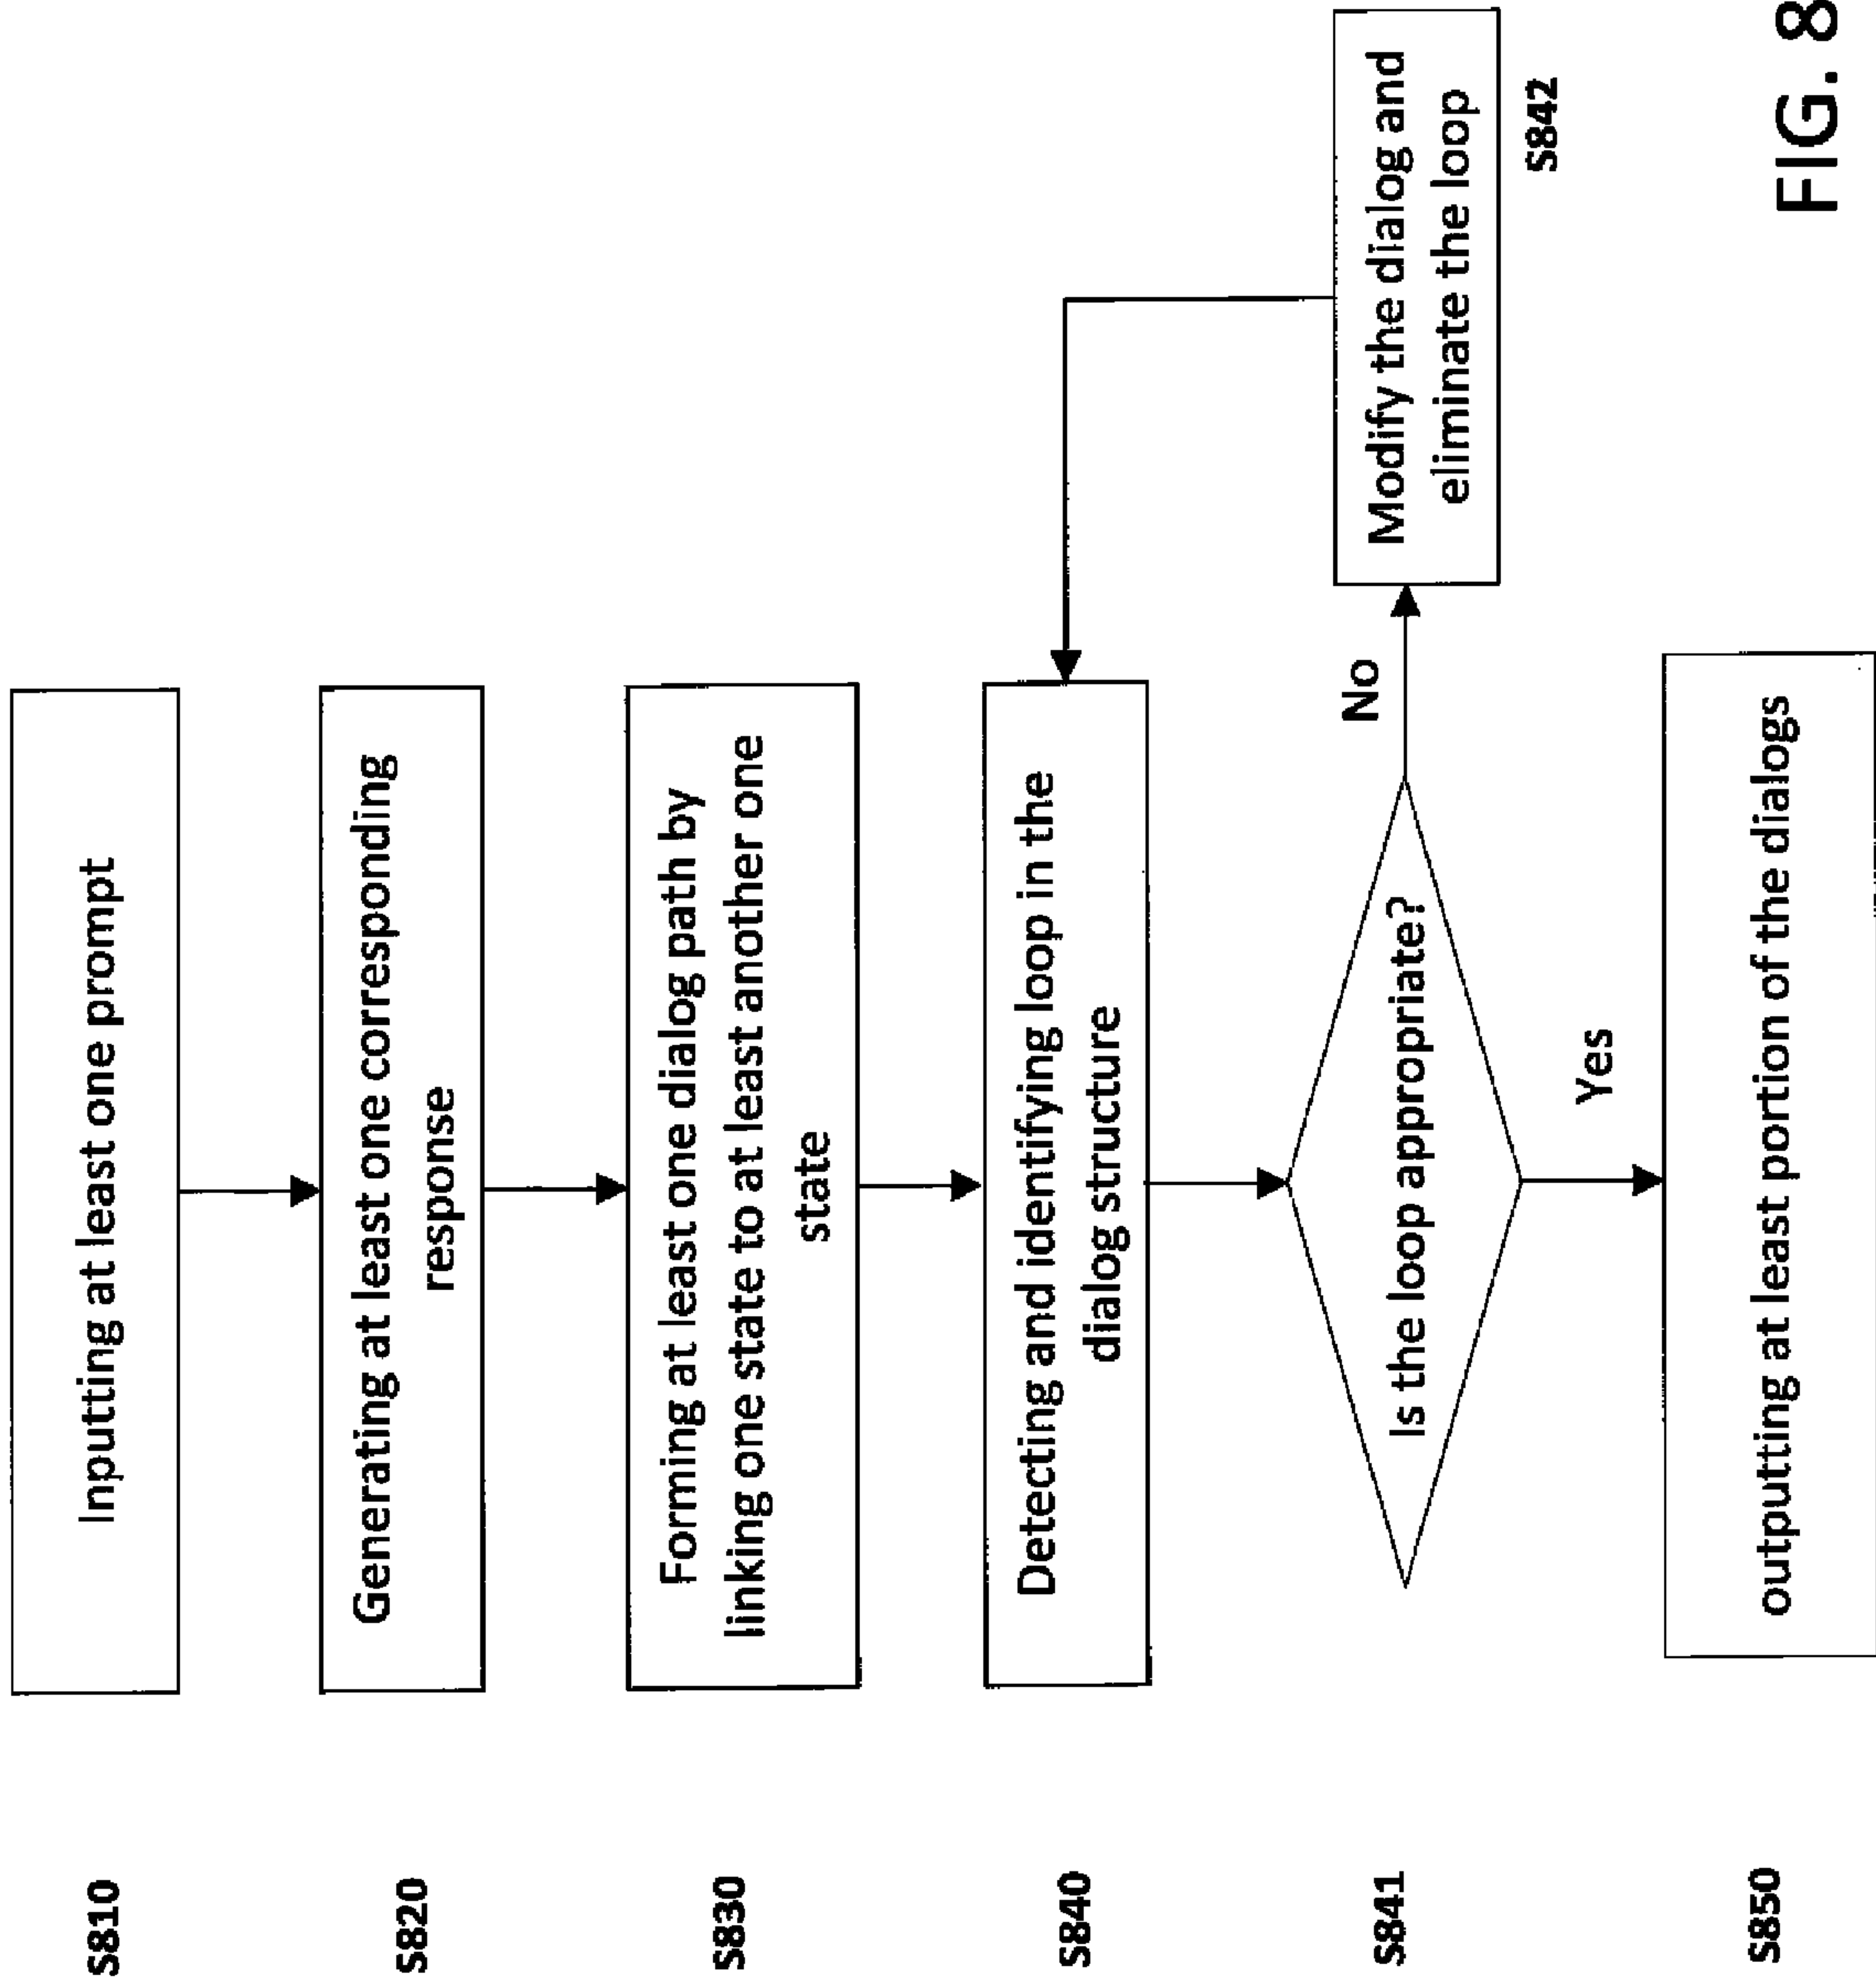 S810
Inputting at least one prompt
S820
Generating at least one corresponding
response
S830
Forming at least one dialog path by
linking one state to at least another one
state
S840
Detecting and identifying loop in the
dialog structure
S841
Is the loop appropriate?
No
Modify the dialog and
eliminate the loop
S842
Yes
S850
outputting at least portion of the dialogs
FIG. 8